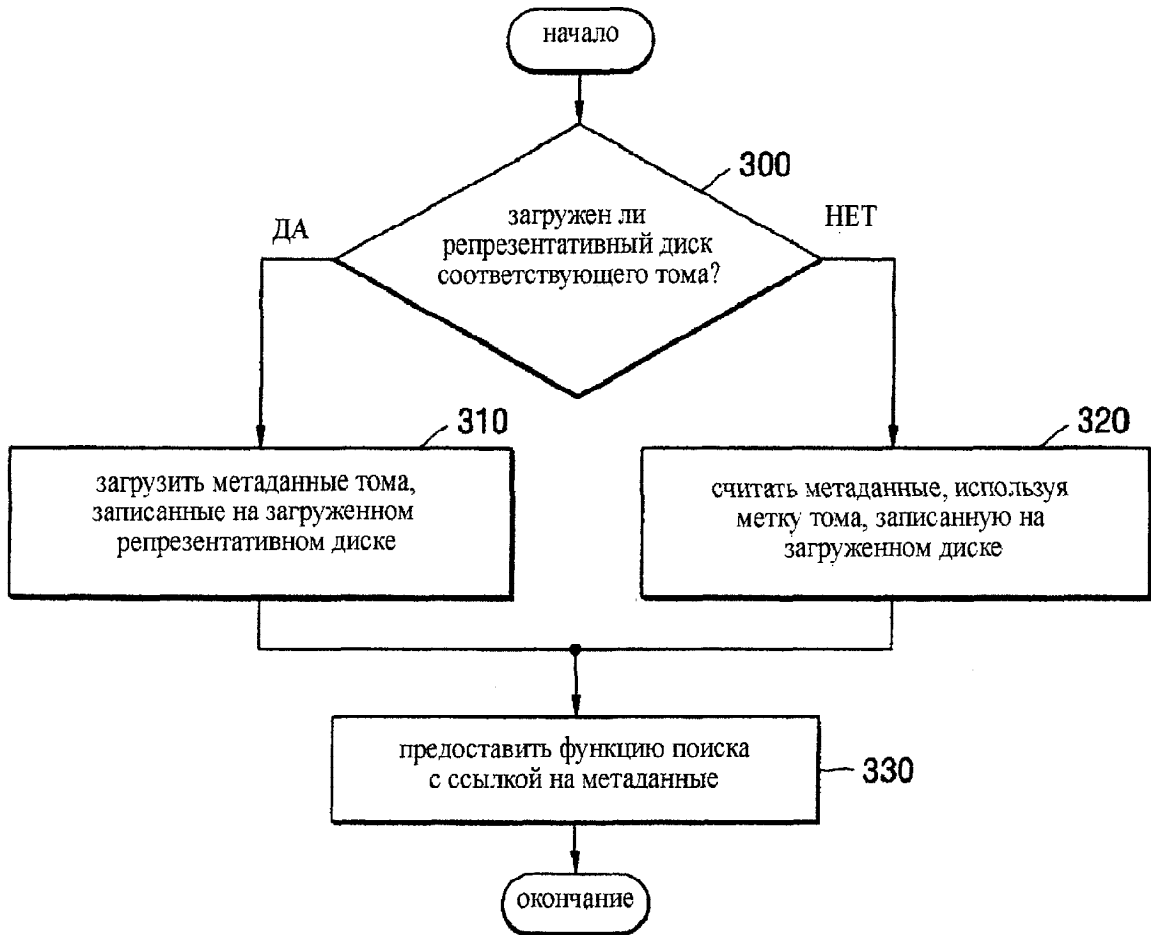 начало
300
ДА
НЕТ
загружен ли
репрезентативный диск
соответствующего тома?
310
320
загрузить метаданные тома,
записанные на загруженном
репрезентативном диске
считать метаданные, используя
метку тома, записанную на
загруженном диске
предоставить функцию поиска
с ссылкой на метаданные
330
окончание